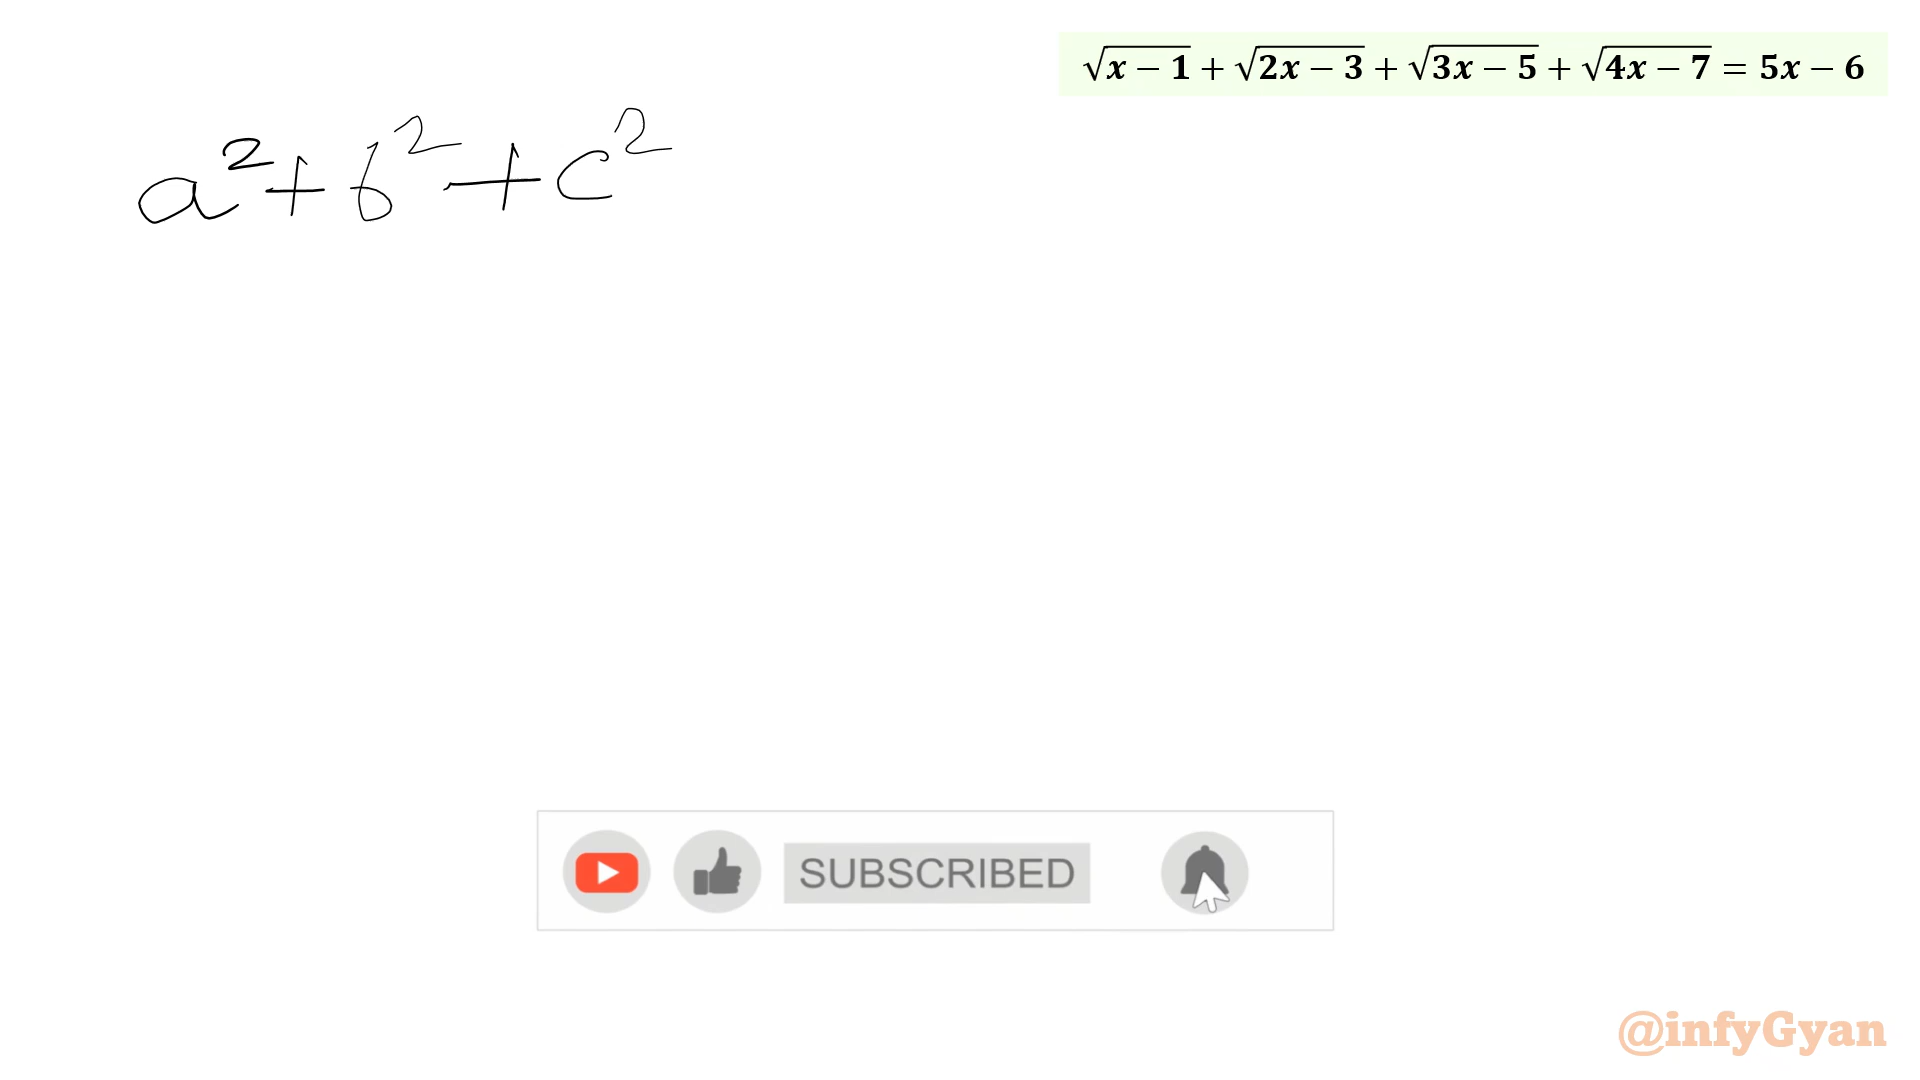 √x − 1 + √2x − 3 + √3x − 5 + √4x − 7 = 5x − 6
a² + b² + c²
SUBSCRIBED
@infyGyan